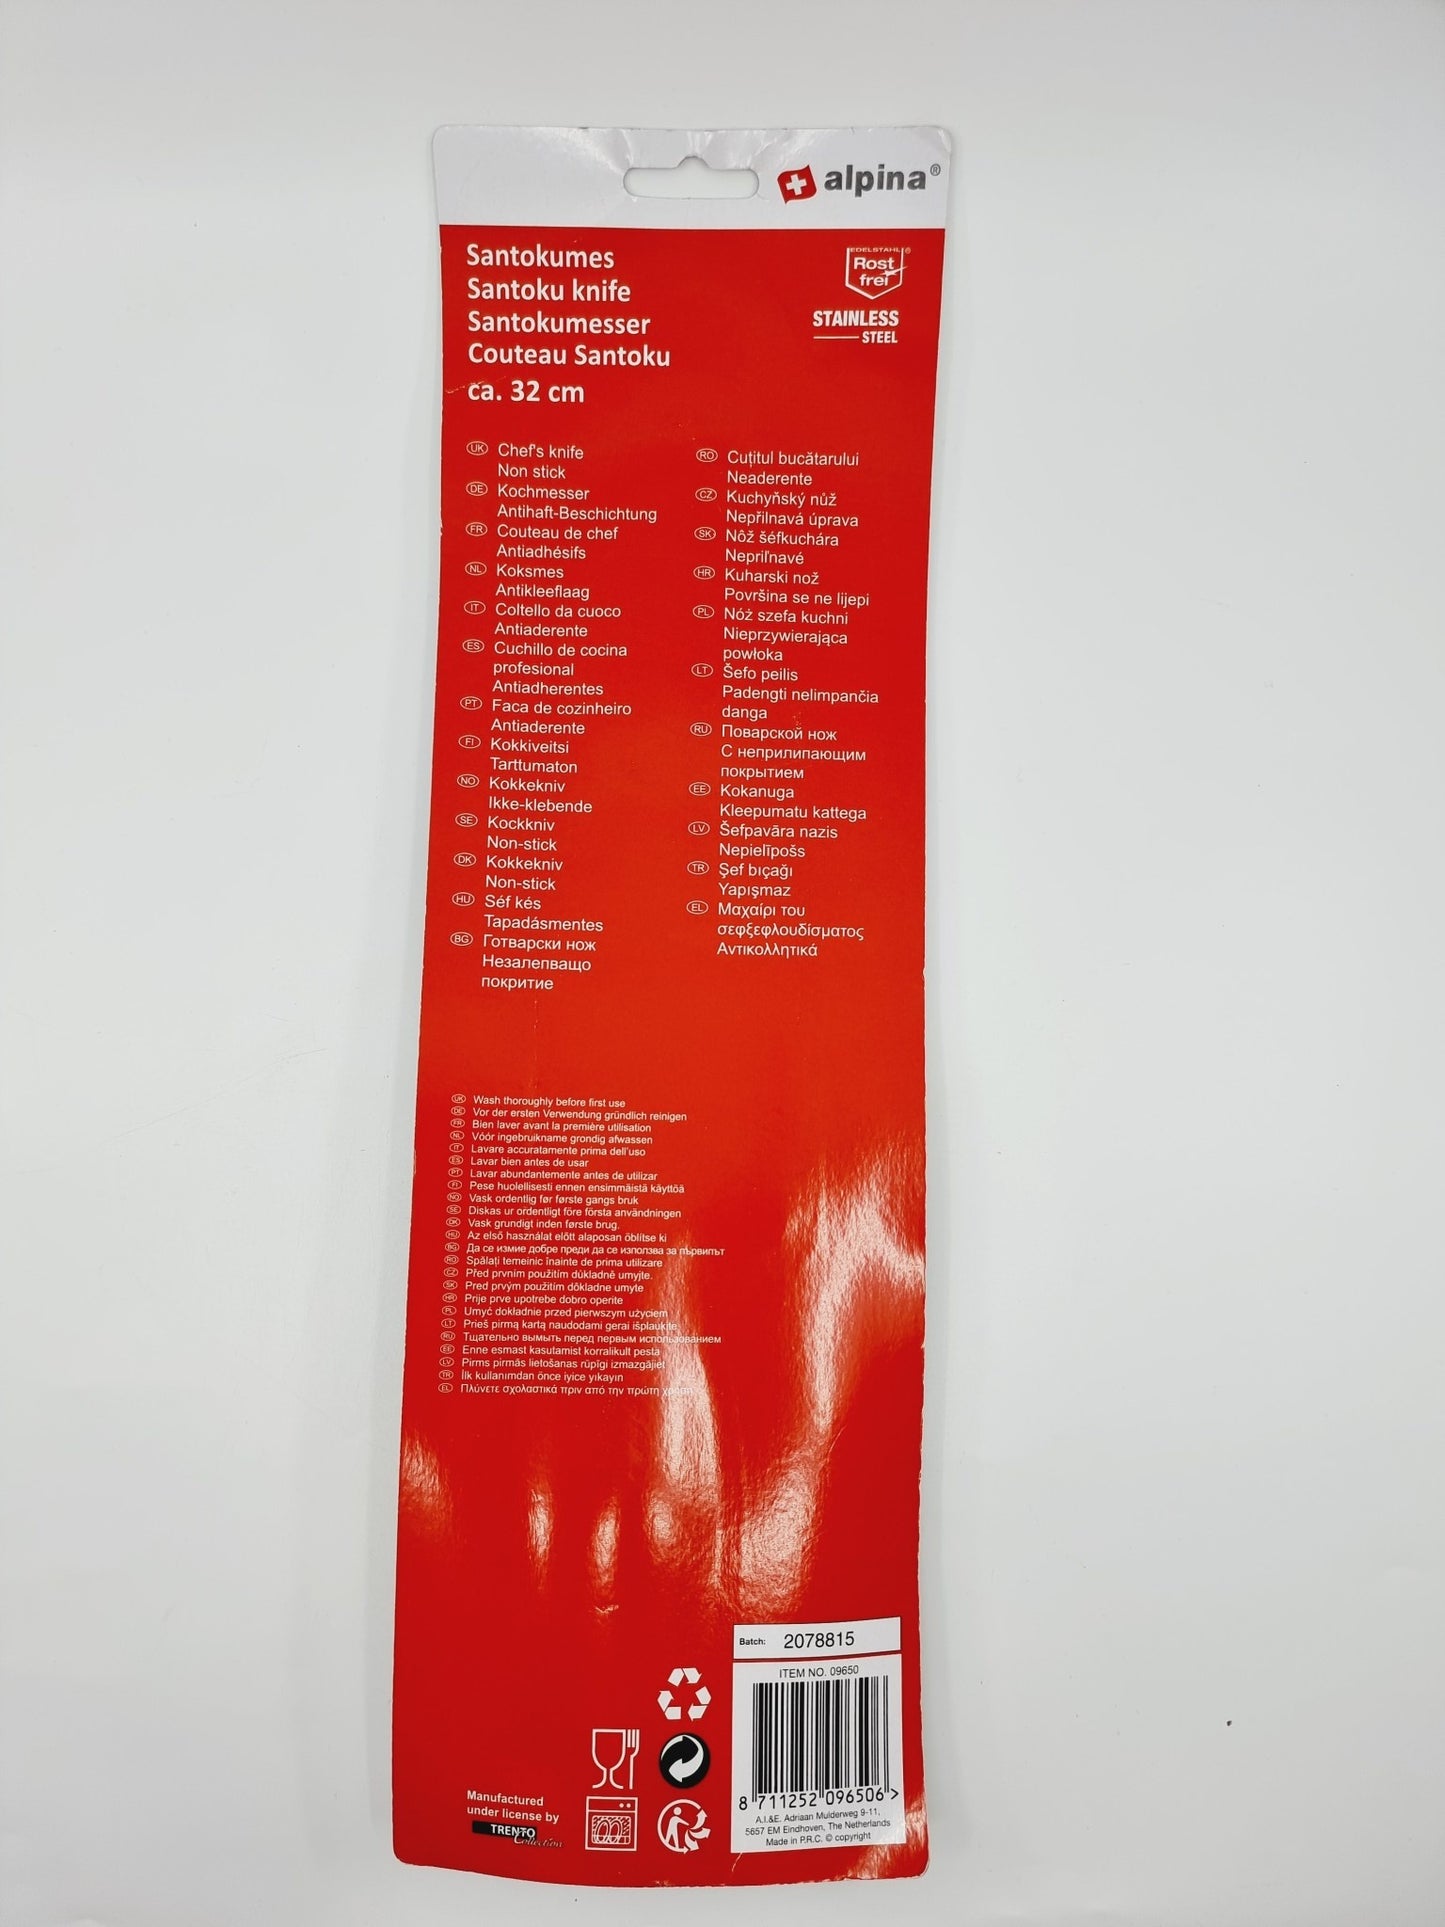 alpina®
Santokumes
Santoku knife
Santokumesser
Couteau Santoku
ca. 32 cm
EDELSTAHL®
Rost
frei
STAINLESS
STEEL
UK Chef's knife
Non stick
DE Kochmesser
Antihaft-Beschichtung
FR Couteau de chef
Antiadhésifs
NL Koksmes
Antikleeflaag
IT Coltello da cuoco
Antiaderente
ES Cuchillo de cocina
profesional
Antiadherentes
PT Faca de cozinheiro
Antiaderente
FI Kokkiveitsi
Tarttumaton
NO Kokkekniv
Ikke-klebende
SE Kockkniv
Non-stick
DK Kokkekniv
Non-stick
HU Séf kés
Tapadásmentes
BG Готварски нож
Незалепващо
покритие
RO Cuțitul bucătarului
Neaderente
CZ Kuchyňský nůž
Nepřilnavá úprava
SK Nôž šéfkuchára
Nepriľnavé
HR Kuharski nož
Površina se ne lijepi
PL Nóż szefa kuchni
Nieprzywierająca
powłoka
LT Šefo peilis
Padengti nelimpančia
danga
RU Поварской нож
С неприлипающим
покрытием
EE Kokanuga
Kleepumatu kattega
LV Šefpavāra nazis
Nepielīpošs
TR Şef bıçağı
Yapışmaz
EL Μαχαίρι του
σεφξεφλουδίσματος
Αντικολλητικά
UK Wash thoroughly before first use
DE Vor der ersten Verwendung gründlich reinigen
FR Bien laver avant la première utilisation
NL Vóór ingebruikname grondig afwassen
IT Lavare accuratamente prima dell'uso
ES Lavar bien antes de usar
PT Lavar abundantemente antes de utilizar
FI Pese huolellisesti ennen ensimmäistä käyttöä
NO Vask ordentlig før første gangs bruk
SE Diskas ur ordentligt före första användningen
DK Vask grundigt inden første brug.
HU Az első használat előtt alaposan öblítse ki
BG Да се измие добре преди да се използва за първипът
RO Spălați temeinic înainte de prima utilizare
CZ Před prvním použitím důkladně umyjte.
SK Pred prvým použitím dôkladne umyte
HR Prije prve upotrebe dobro operite
PL Umyć dokładnie przed pierwszym użyciem
LT Prieš pirmą kartą naudodami gerai išplaukite
RU Тщательно вымыть перед первым использованием
EE Enne esmast kasutamist korralikult pesta
LV Pirms pirmās lietošanas rūpīgi izmazgājiet
TR İlk kullanımdan önce iyice yıkayın
EL Πλύνετε σχολαστικά πριν από την πρώτη χρήση
Batch: 2078815
ITEM NO. 09650
8 711252 096506 >
A.I.&E. Adriaan Mulderweg 9-11,
5657 EM Eindhoven, The Netherlands
Made in P.R.C. © copyright
Manufactured
under license by
TRENTO
Collection